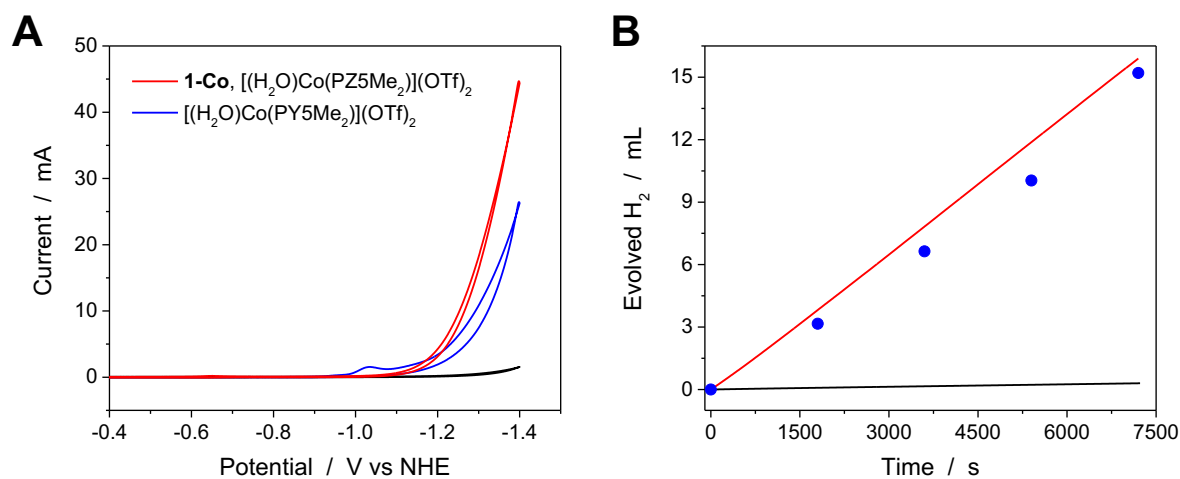 A
50
40
30
20
10
0
Current / mA
1-Co, [(H₂O)Co(PZ5Me₂)](OTf)₂
[(H₂O)Co(PY5Me₂)](OTf)₂
-0.4 -0.6 -0.8 -1.0 -1.2 -1.4
Potential / V vs NHE
B
15
12
9
6
3
0
Evolved H₂ / mL
0 1500 3000 4500 6000 7500
Time / s